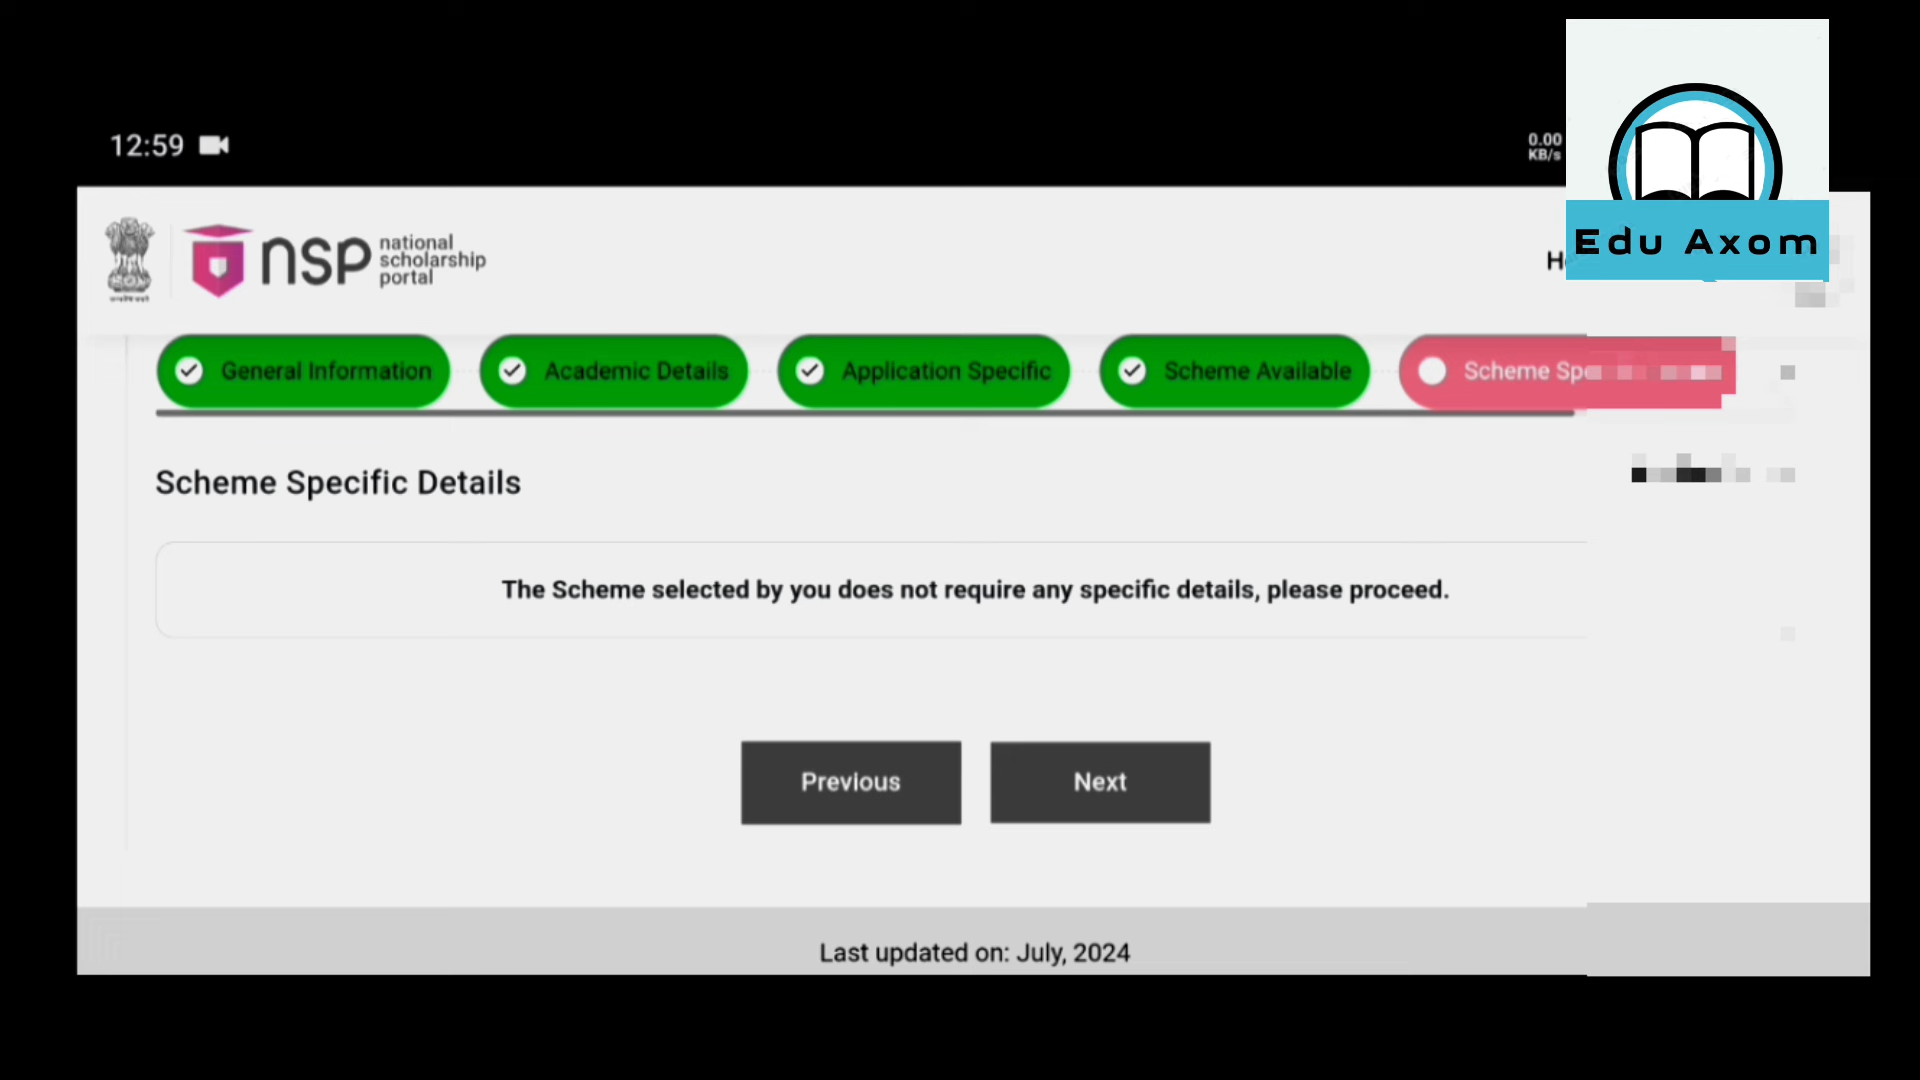 12:59
0.00
KB/s
Edu Axom
nsp
national
scholarship
portal
General Information
Academic Details
Application Specific
Scheme Available
Scheme
Scheme Specific Details
The Scheme selected by you does not require any specific details, please proceed.
Previous
Next
Last updated on: July, 2024